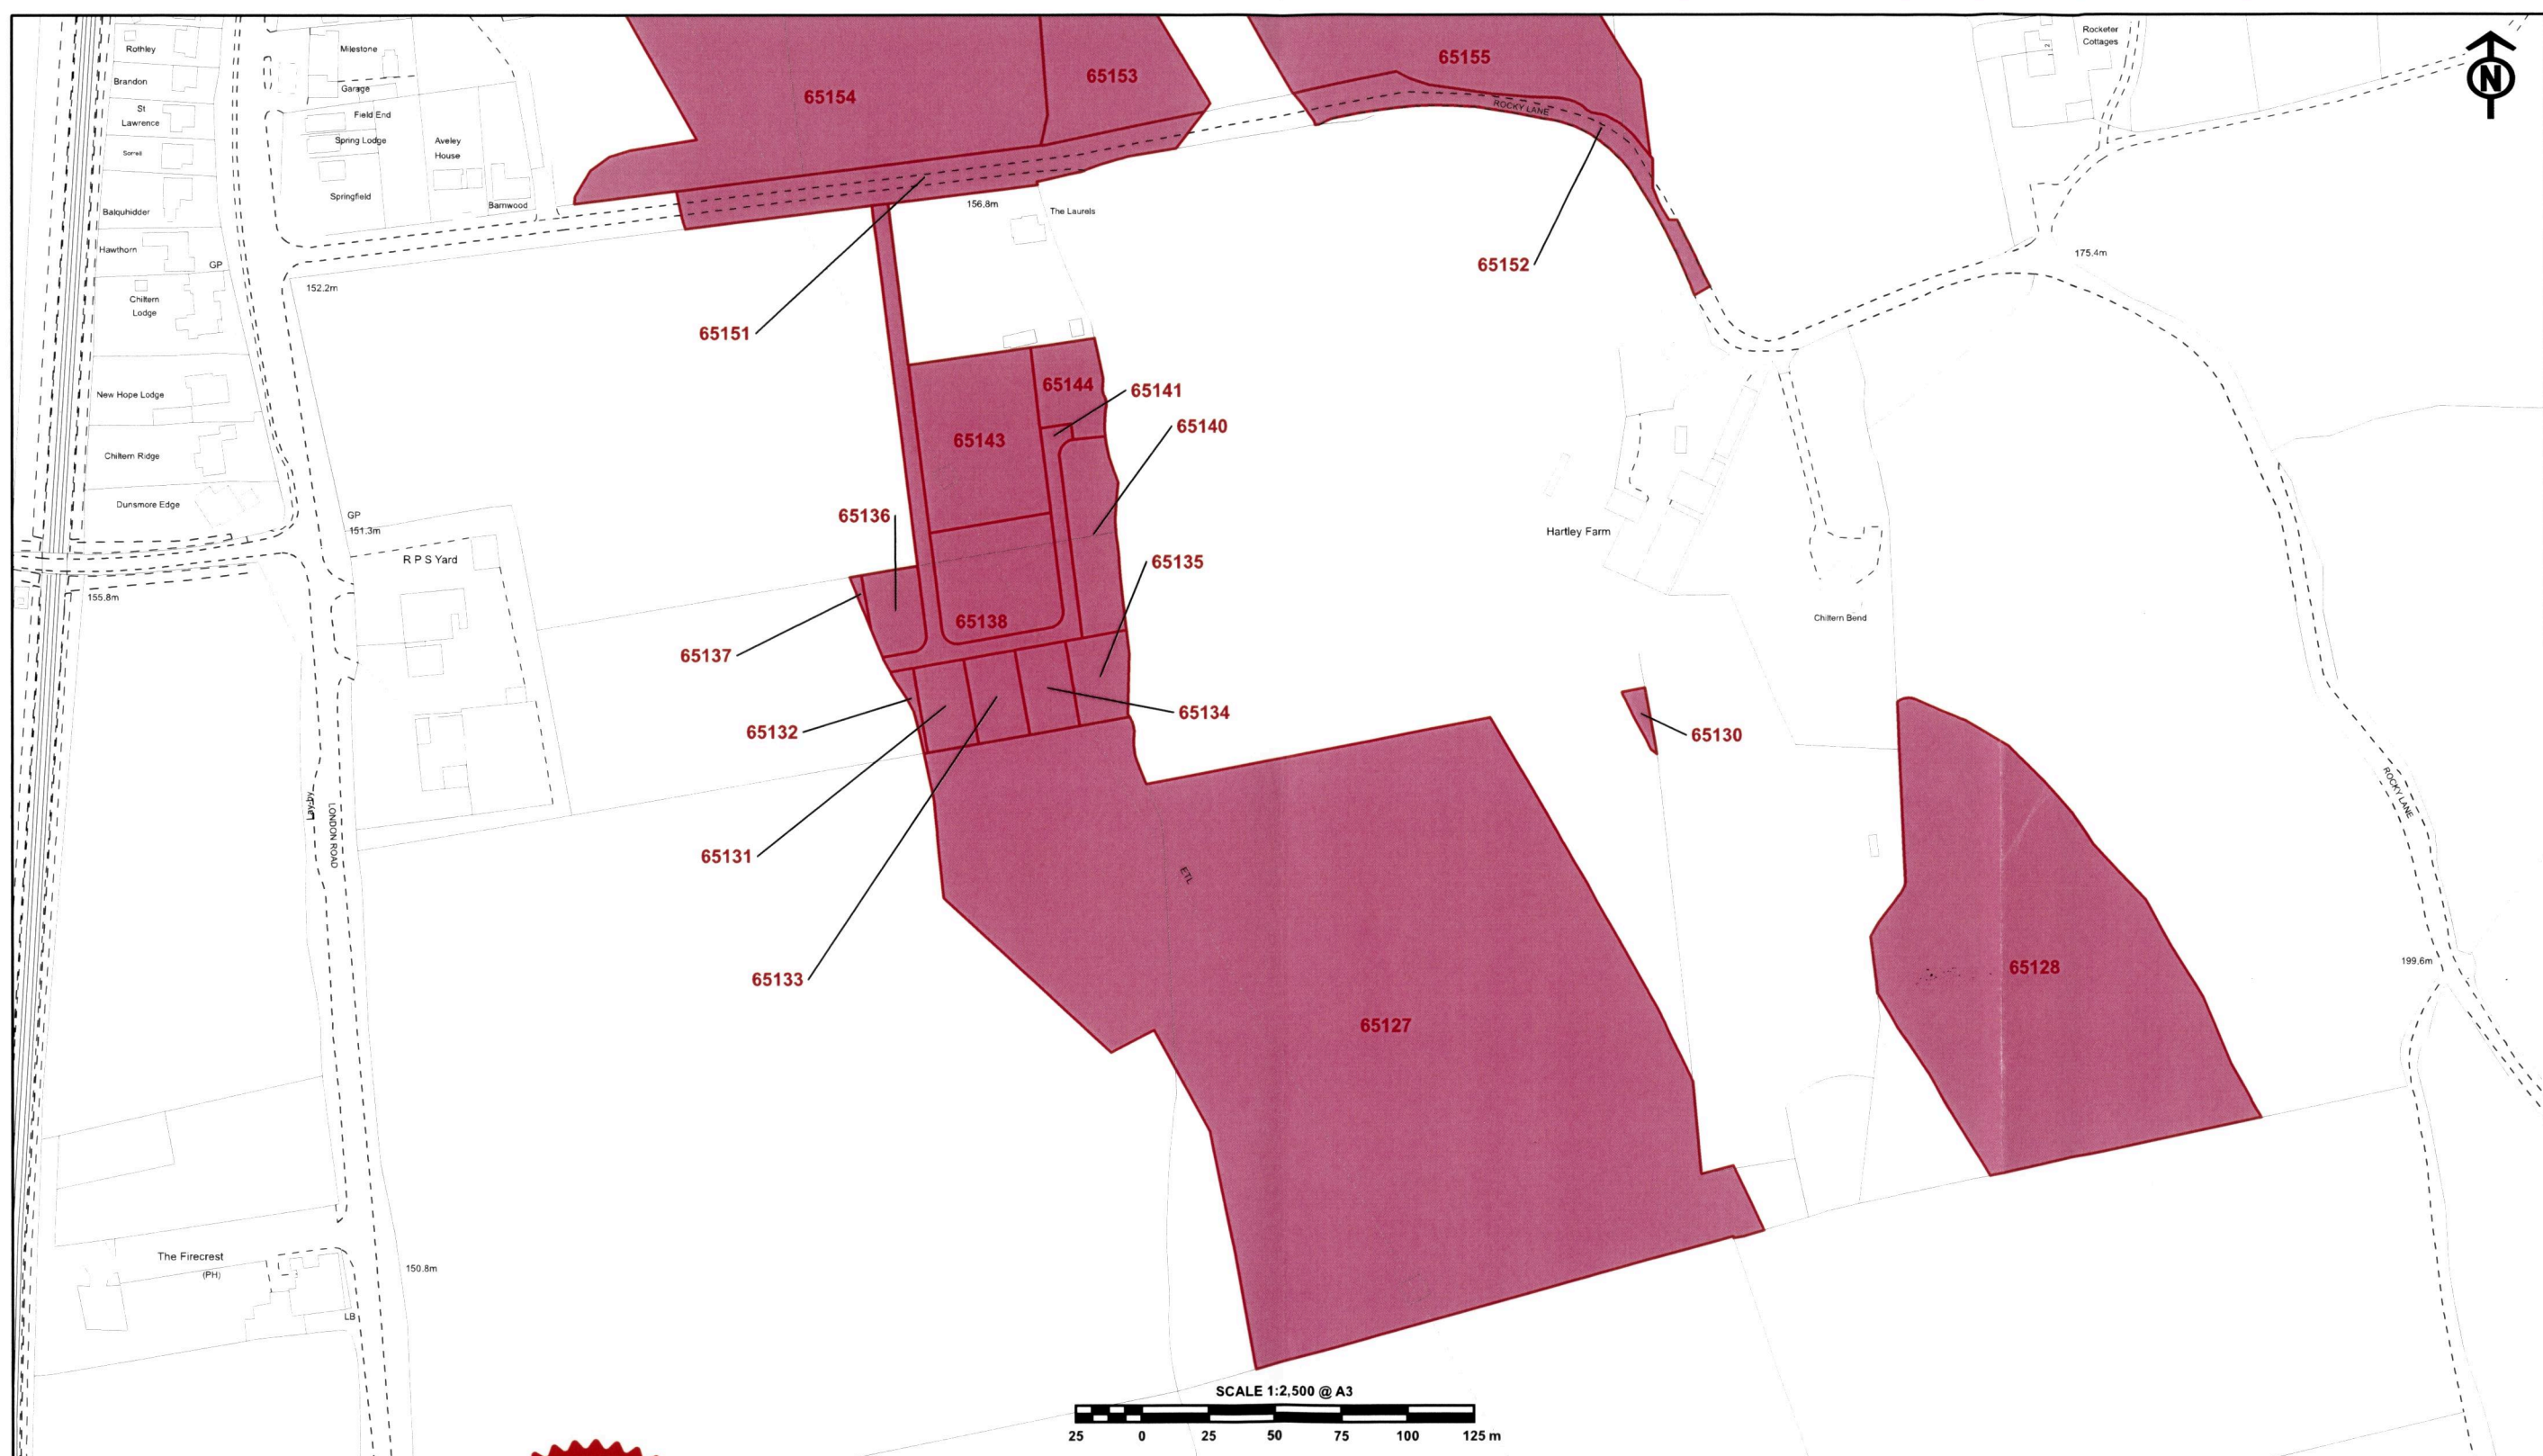 Rothley
Brandon
St
Lawrence
Sorrell
Balquhidder
Hawthorn
GP
Chiltern
Lodge
New Hope Lodge
Chiltern Ridge
Dunsmore Edge
Milestone
Garage
Field End
Spring Lodge
Springfield
Aveley
House
Barnwood
152.2m
GP
151.3m
R P S Yard
155.8m
Layby
LONDON ROAD
The Firecrest
(PH)
LB
150.8m
65154
65153
65155
ROCKY LANE
Rocketer
Cottages
2
N
156.8m
The Laurels
65151
65152
175.4m
65144
65141
65140
65143
65136
65135
65138
65137
65132
65134
65131
65133
Hartley Farm
Chiltern Bend
65130
ROCKY LANE
ETL
65127
65128
199.6m
SCALE 1:2,500 @ A3
25 0 25 50 75 100 125 m